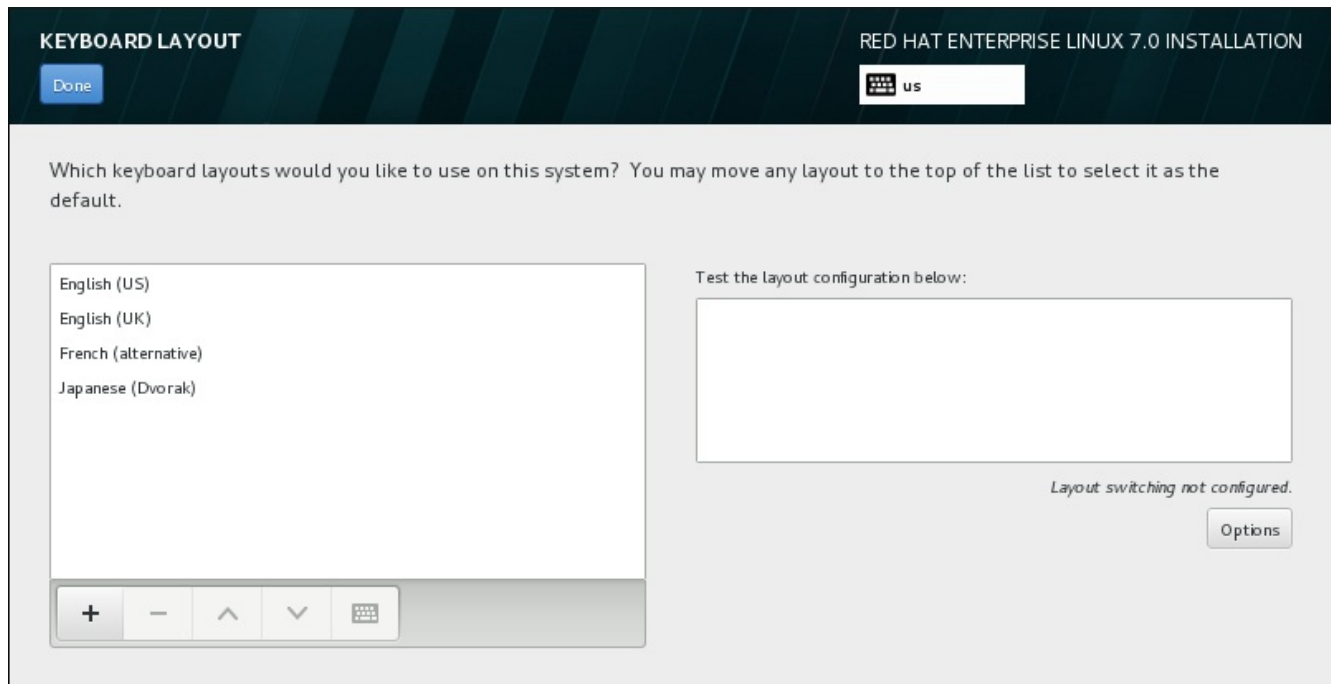 KEYBOARD LAYOUT
RED HAT ENTERPRISE LINUX 7.0 INSTALLATION
Done
us
Which keyboard layouts would you like to use on this system? You may move any layout to the top of the list to select it as the
default.
English (US)
English (UK)
French (alternative)
Japanese (Dvorak)
Test the layout configuration below:
Layout switching not configured.
Options